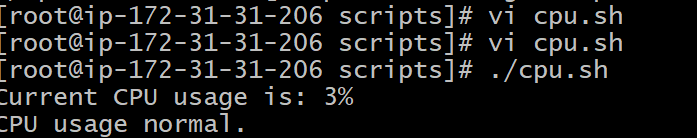 [root@ip-172-31-31-206 scripts]# vi cpu.sh
[root@ip-172-31-31-206 scripts]# vi cpu.sh
[root@ip-172-31-31-206 scripts]# ./cpu.sh
Current CPU usage is: 3%
CPU usage normal.